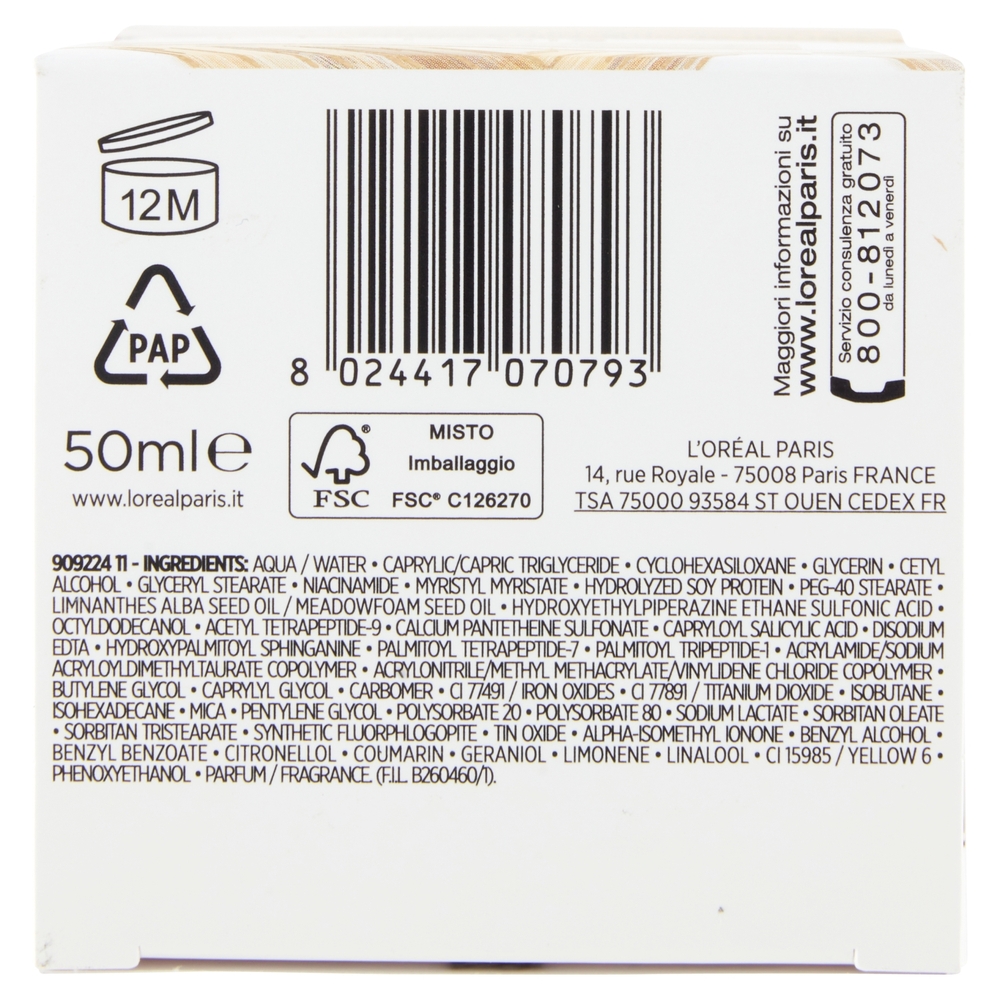 12M
PAP
50ml e
www.lorealparis.it
8 024417 070793
FSC®
MISTO
Imballaggio
FSC® C126270
Maggiori informazioni su
www.lorealparis.it
Servizio consulenza gratuito
800-812073
da lunedì a venerdì
L'ORÉAL PARIS
14, rue Royale - 75008 Paris FRANCE
TSA 75000 93584 ST OUEN CEDEX FR
909224 11 - INGREDIENTS: AQUA / WATER • CAPRYLIC/CAPRIC TRIGLYCERIDE • CYCLOHEXASILOXANE • GLYCERIN • CETYL
ALCOHOL • GLYCERYL STEARATE • NIACINAMIDE • MYRISTYL MYRISTATE • HYDROLYZED SOY PROTEIN • PEG-40 STEARATE •
LIMNANTHES ALBA SEED OIL / MEADOWFOAM SEED OIL • HYDROXYETHYLPIPERAZINE ETHANE SULFONIC ACID •
OCTYLDODECANOL • ACETYL TETRAPEPTIDE-9 • CALCIUM PANTETHEINE SULFONATE • CAPRYLOYL SALICYLIC ACID • DISODIUM
EDTA • HYDROXYPALMITOYL SPHINGANINE • PALMITOYL TETRAPEPTIDE-7 • PALMITOYL TRIPEPTIDE-1 • ACRYLAMIDE/SODIUM
ACRYLOYLDIMETHYLTAURATE COPOLYMER • ACRYLONITRILE/METHYL METHACRYLATE/VINYLIDENE CHLORIDE COPOLYMER •
BUTYLENE GLYCOL • CAPRYLYL GLYCOL • CARBOMER • CI 77491 / IRON OXIDES • CI 77891 / TITANIUM DIOXIDE • ISOBUTANE •
ISOHEXADECANE • MICA • PENTYLENE GLYCOL • POLYSORBATE 20 • POLYSORBATE 80 • SODIUM LACTATE • SORBITAN OLEATE
• SORBITAN TRISTEARATE • SYNTHETIC FLUORPHLOGOPITE • TIN OXIDE • ALPHA-ISOMETHYL IONONE • BENZYL ALCOHOL •
BENZYL BENZOATE • CITRONELLOL • COUMARIN • GERANIOL • LIMONENE • LINALOOL • CI 15985 / YELLOW 6 •
PHENOXYETHANOL • PARFUM / FRAGRANCE. (F.I.L. B260460/1).